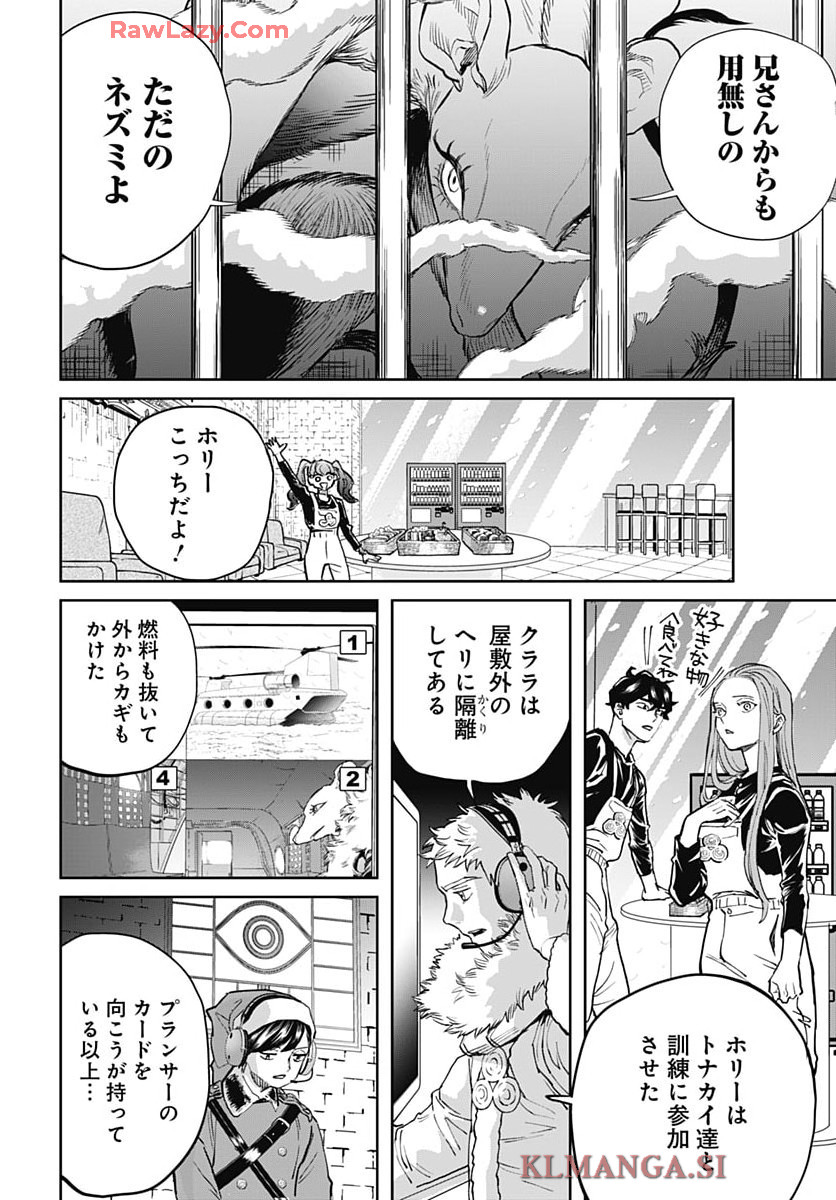 RawLazy.Com
兄さんからも
用無しの
ただの
ネズミよ
ホリー
こっちだよ！
好きな物
食べてね
ホリーは
トナカイ達と
訓練に参加
させた
クララは
屋敷外の
ヘリに隔離
かくり
してある
1
4
2
燃料も抜いて
外からカギも
かけた
プランサーの
カードを
向こうが持って
いる以上…
KLMANGA.SI